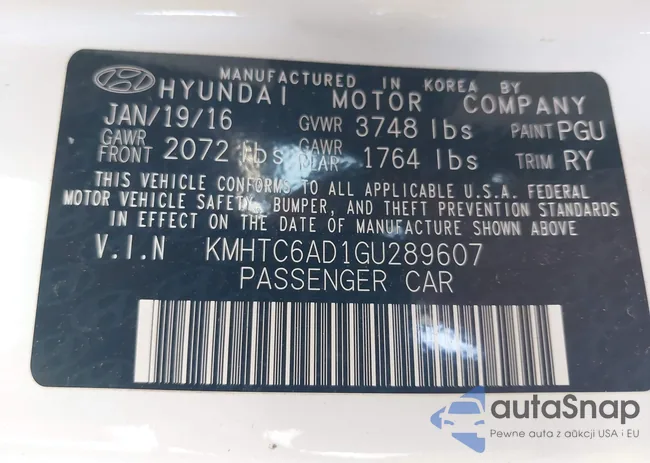 MANUFACTURED IN KOREA BY
HYUNDAI MOTOR COMPANY
JAN/19/16 GVWR 3748 lbs PAINT PGU
GAWR FRONT 2072 lbs GAWR 1764 lbs TRIM RY
THIS VEHICLE CONFORMS TO ALL APPLICABLE U.S.A. FEDERAL
MOTOR VEHICLE SAFETY, BUMPER, AND THEFT PREVENTION STANDARDS
IN EFFECT ON THE DATE OF MANUFACTURE SHOWN ABOVE
V.I.N KMHTC6AD1GU289607
PASSENGER CAR
autoSnap
Pewne auta z aukcji USA i EU